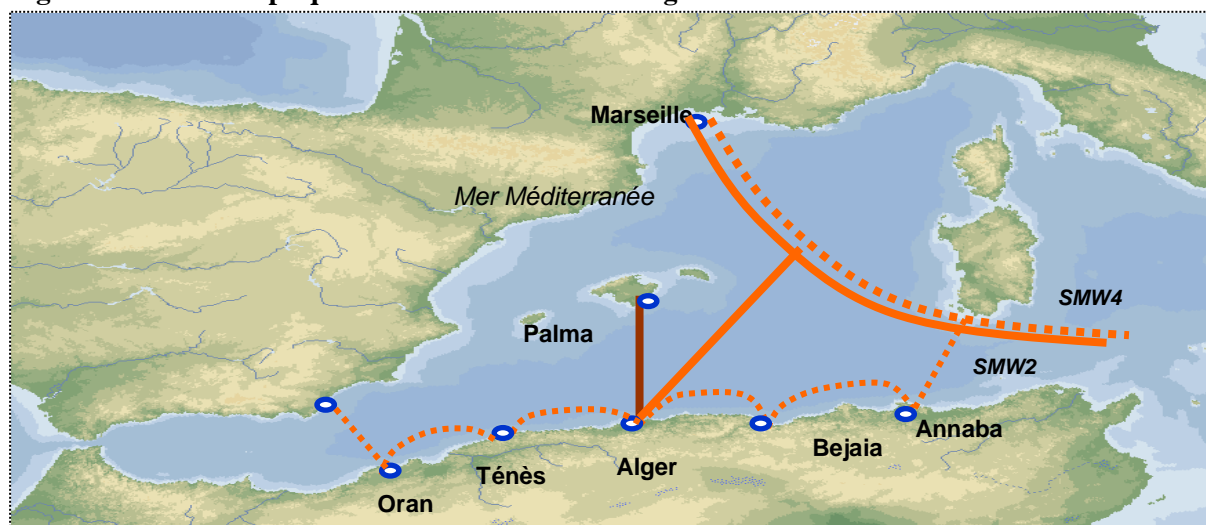 Marseille
Mer Méditerranée
SMW4
Palma
SMW2
Annaba
Bejaia
Ténès
Alger
Oran